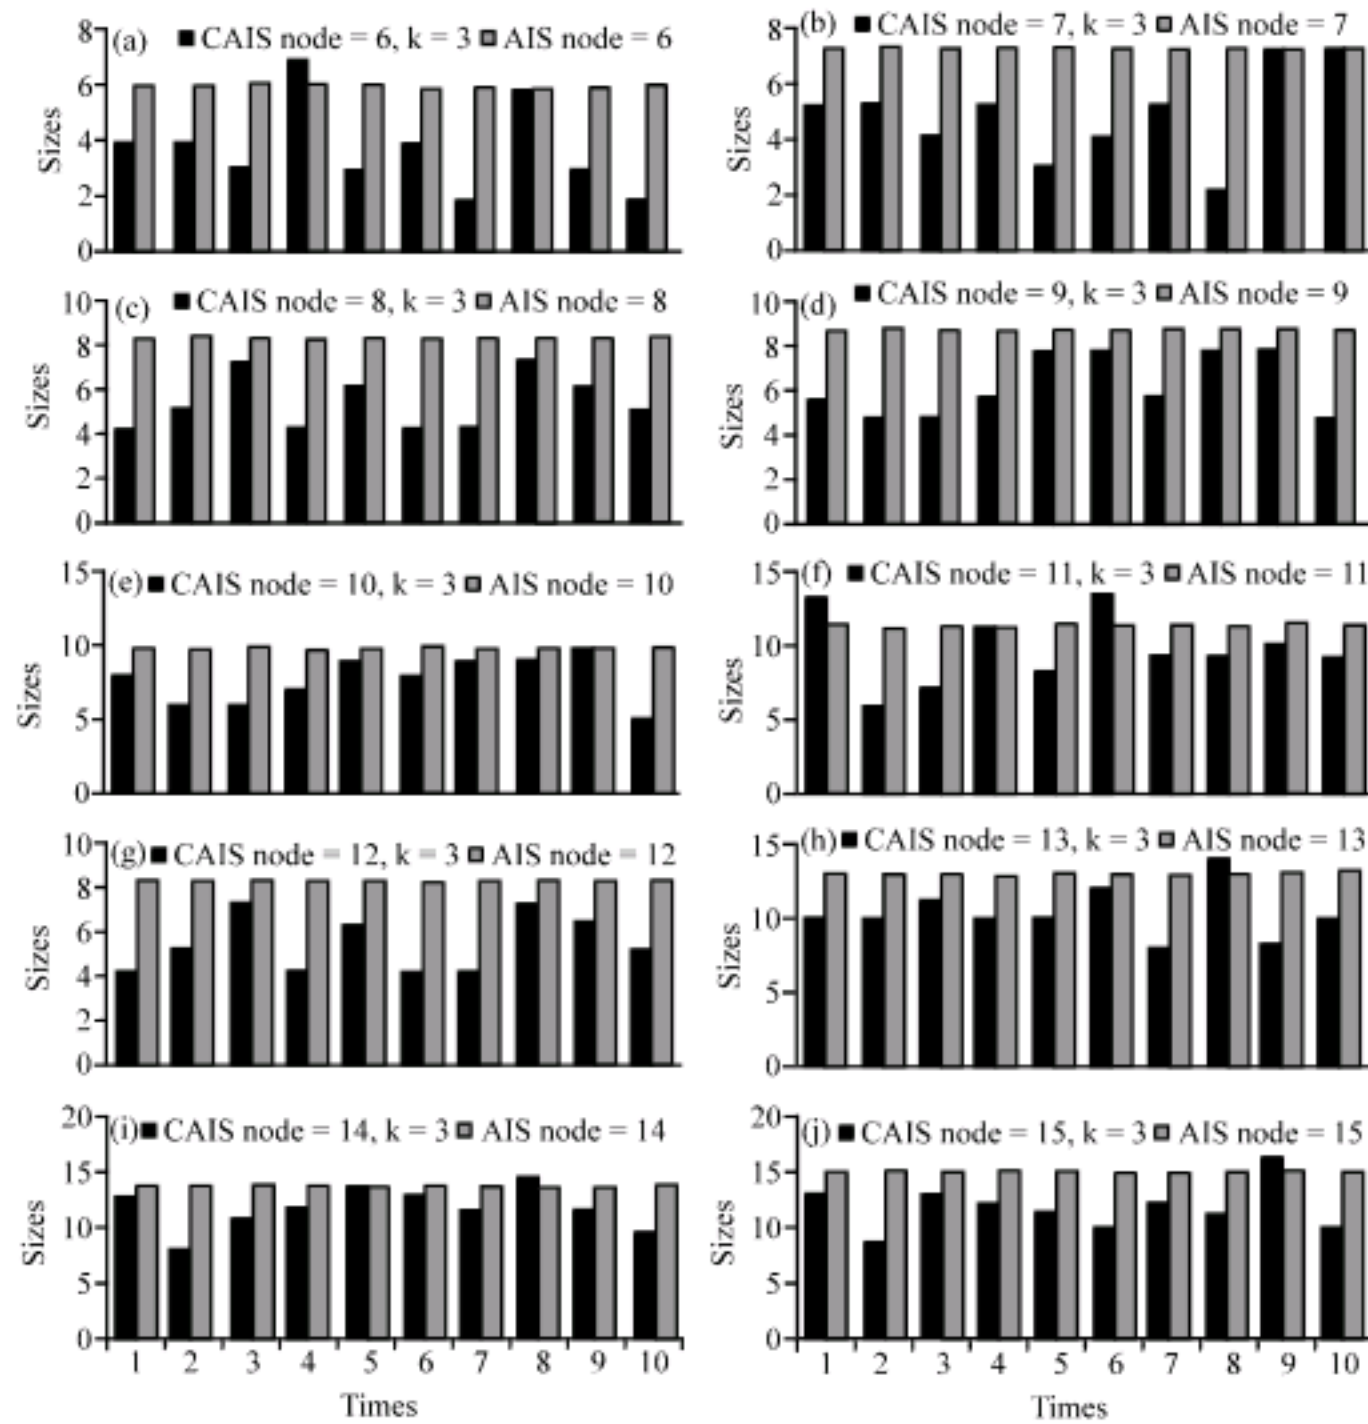 (a) CAIS node = 6, k = 3 AIS node = 6
8
6
4
2
0
Sizes
(b) CAIS node = 7, k = 3 AIS node = 7
8
6
4
2
0
Sizes
(c) CAIS node = 8, k = 3 AIS node = 8
10
8
6
4
2
0
Sizes
(d) CAIS node = 9, k = 3 AIS node = 9
10
8
6
4
2
0
Sizes
(e) CAIS node = 10, k = 3 AIS node = 10
15
10
5
0
Sizes
(f) CAIS node = 11, k = 3 AIS node = 11
15
10
5
0
Sizes
(g) CAIS node = 12, k = 3 AIS node = 12
10
8
6
4
2
0
Sizes
(h) CAIS node = 13, k = 3 AIS node = 13
15
10
5
0
Sizes
(i) CAIS node = 14, k = 3 AIS node = 14
20
15
10
5
0
Sizes
1 2 3 4 5 6 7 8 9 10
Times
(j) CAIS node = 15, k = 3 AIS node = 15
20
15
10
5
0
Sizes
1 2 3 4 5 6 7 8 9 10
Times